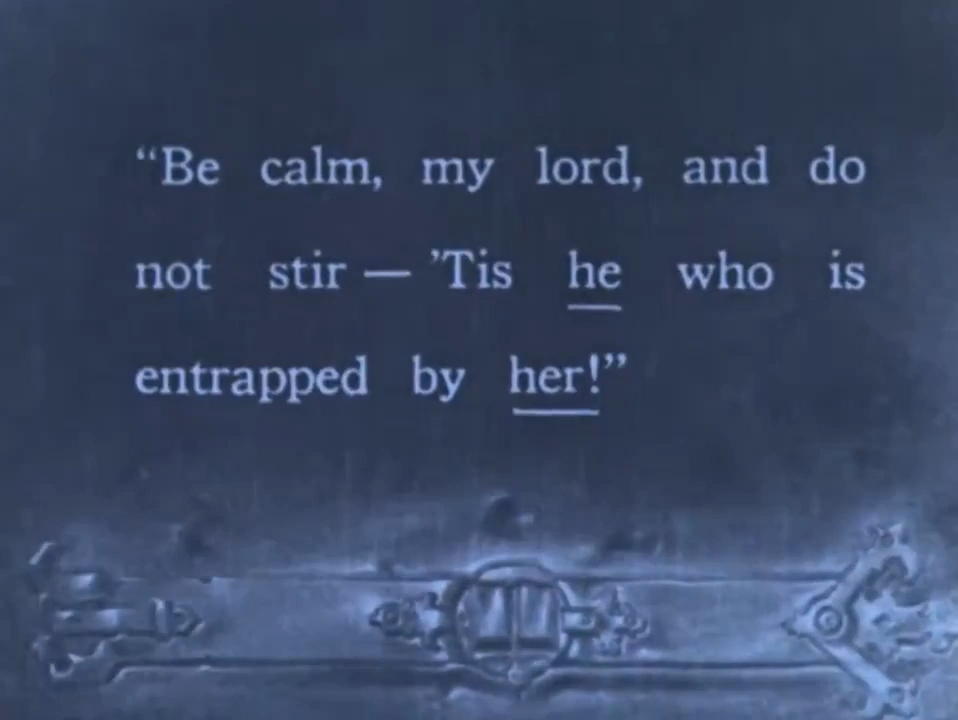 “Be calm, my lord, and do
not stir — ’Tis he who is
entrapped by her!”